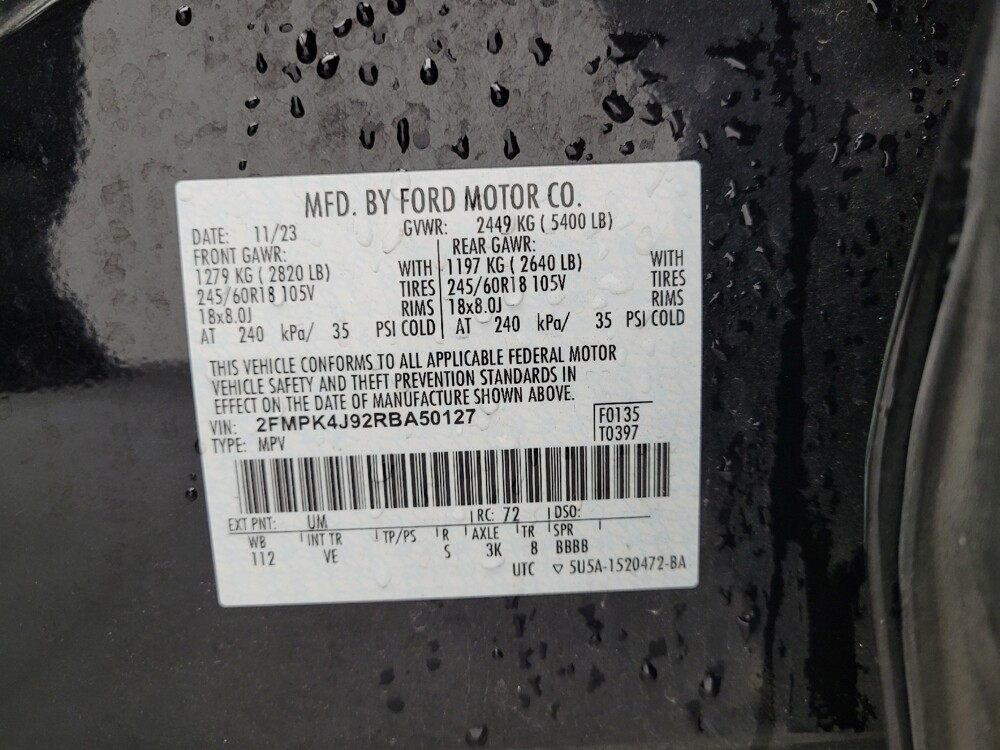 MFD. BY FORD MOTOR CO.
DATE: 11/23 GVWR: 2449 KG ( 5400 LB)
FRONT GAWR: REAR GAWR:
1279 KG ( 2820 LB) WITH 1197 KG ( 2640 LB) WITH
245/60R18 105V TIRES 245/60R18 105V TIRES
18x8.0J RIMS 18x8.0J RIMS
AT 240 kPa/ 35 PSI COLD AT 240 kPa/ 35 PSI COLD
THIS VEHICLE CONFORMS TO ALL APPLICABLE FEDERAL MOTOR
VEHICLE SAFETY AND THEFT PREVENTION STANDARDS IN
EFFECT ON THE DATE OF MANUFACTURE SHOWN ABOVE.
VIN: 2FMPK4J92RBA50127 F0135
TYPE: MPV T0397
EXT PNT: UM RC: 72 DSO:
WB INT TR TP/PS R AXLE TR SPR
112 VE S 3K 8 BBBB
UTC ▽ 5U5A-1520472-BA